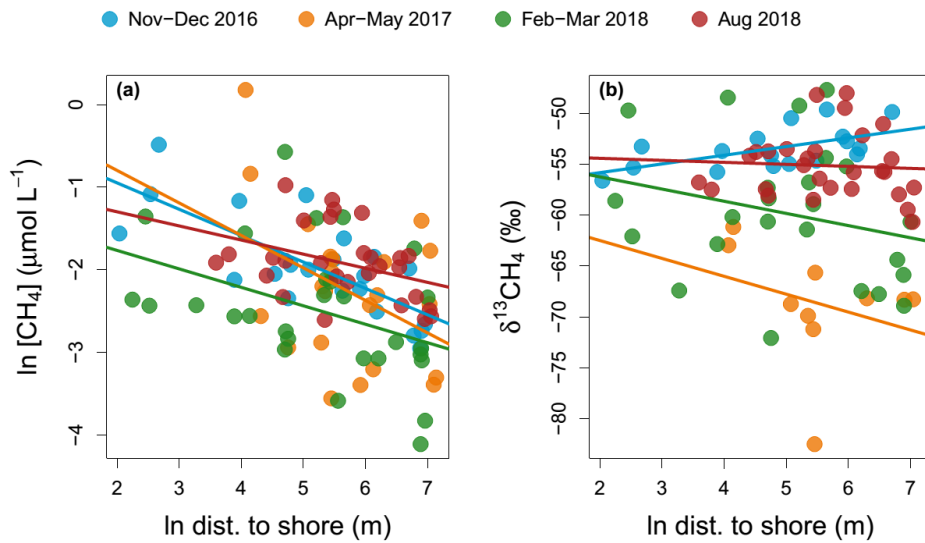 Nov−Dec 2016 Apr−May 2017 Feb−Mar 2018 Aug 2018
(a)
ln [CH₄] (μmol L⁻¹)
0
−1
−2
−3
−4
2 3 4 5 6 7
ln dist. to shore (m)
(b)
δ¹³CH₄ (‰)
−50
−55
−60
−65
−70
−75
−80
2 3 4 5 6 7
ln dist. to shore (m)